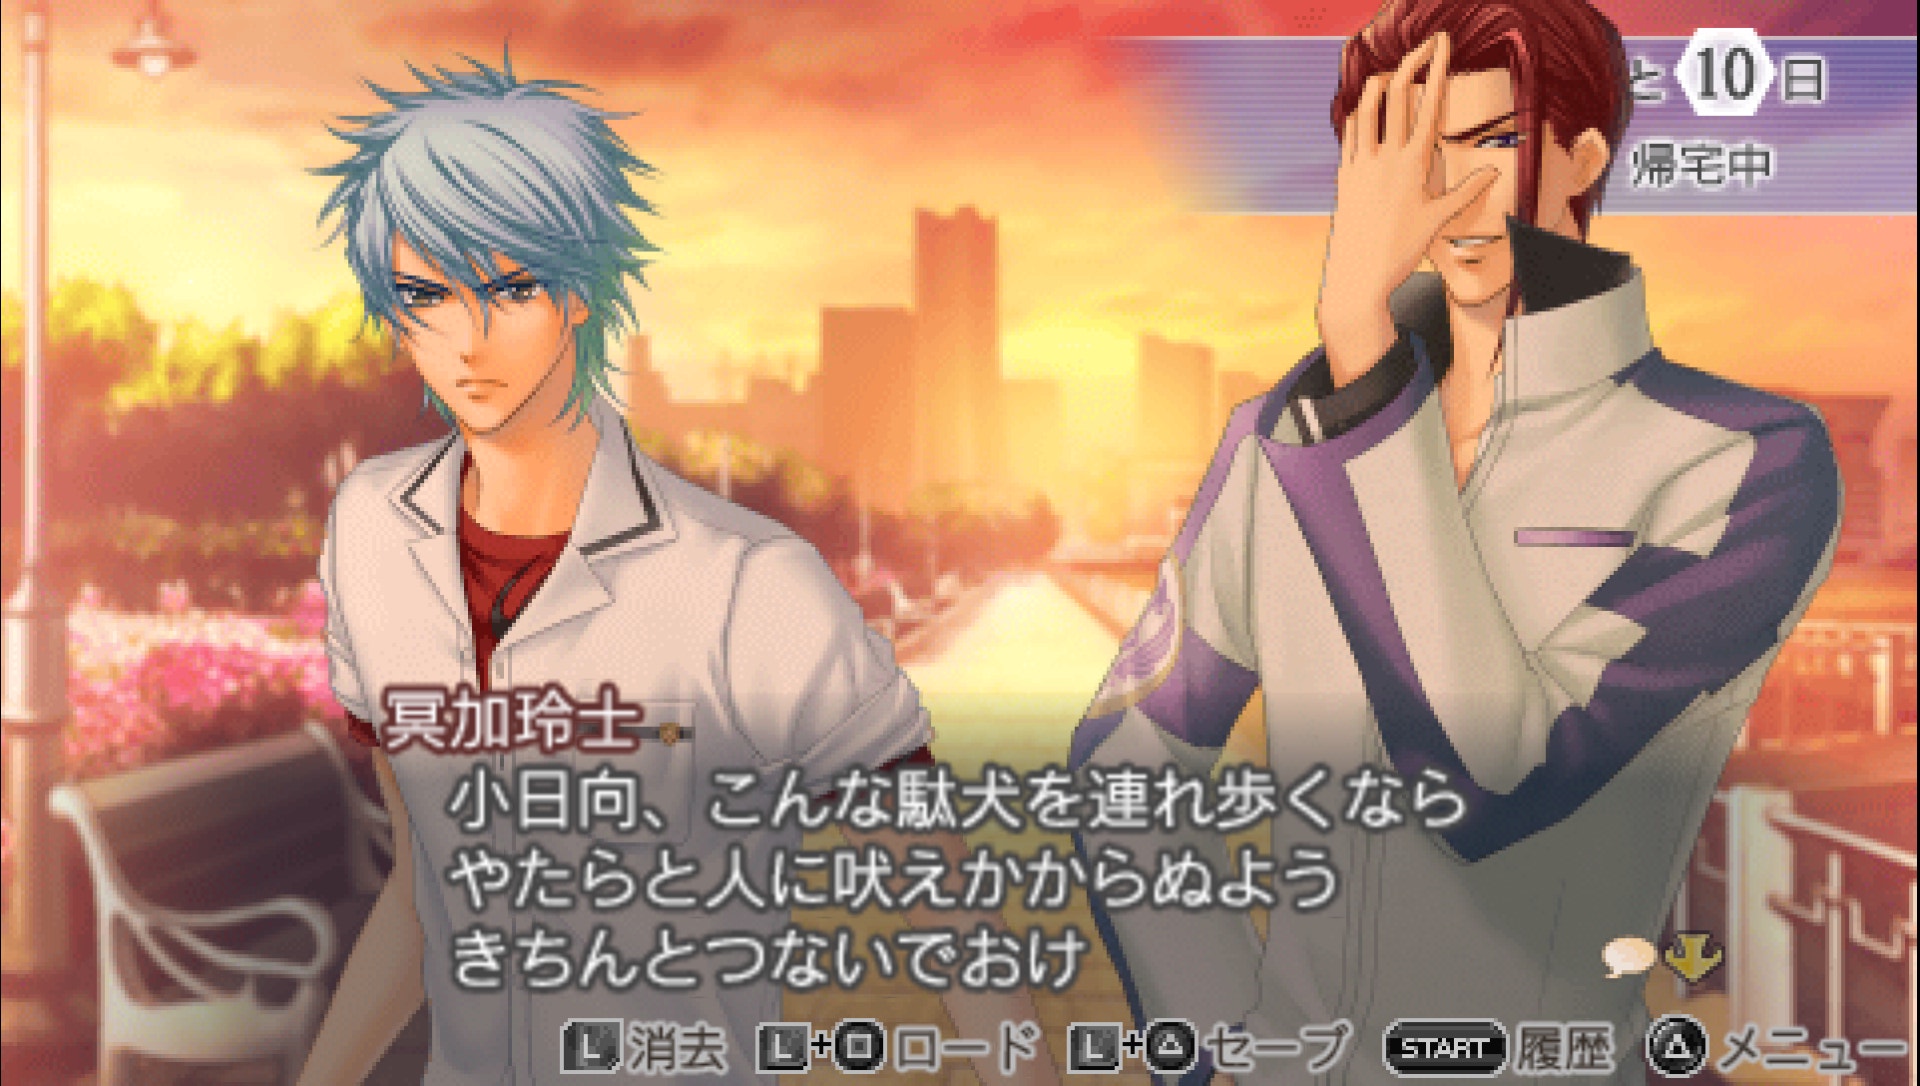 と 10 日
帰宅中
冥加玲士
小日向、こんな駄犬を連れ歩くなら
やたらと人に吠えかからぬよう
きちんとつないでおけ
L 消去 L+□ ロード L+△ セーブ START 履歴 △ メニュー